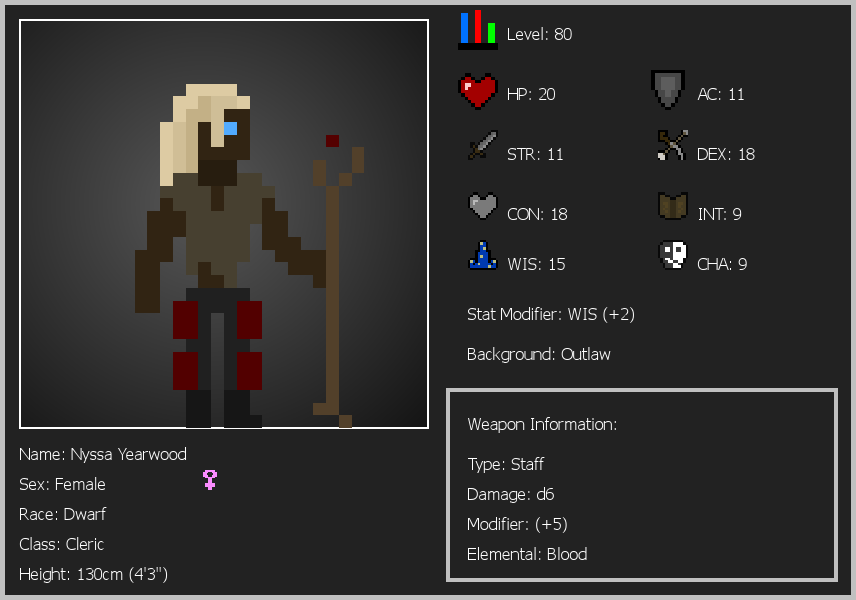 Level: 80
HP: 20
AC: 11
STR: 11
DEX: 18
CON: 18
INT: 9
WIS: 15
CHA: 9
Stat Modifier: WIS (+2)
Background: Outlaw
Weapon Information:
Type: Staff
Damage: d6
Modifier: (+5)
Elemental: Blood
Name: Nyssa Yearwood
Sex: Female
Race: Dwarf
Class: Cleric
Height: 130cm (4'3")